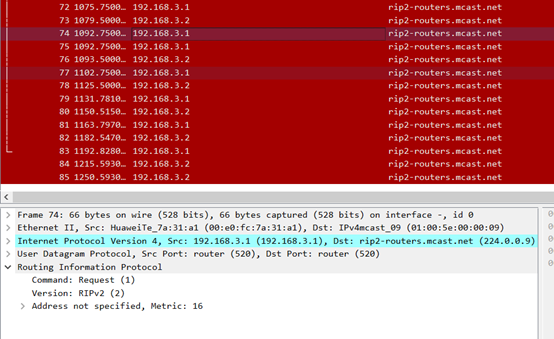 72 1075.7500… 192.168.3.1 rip2-routers.mcast.net
73 1079.5000… 192.168.3.2 rip2-routers.mcast.net
74 1092.7500… 192.168.3.1 rip2-routers.mcast.net
75 1092.7500… 192.168.3.1 rip2-routers.mcast.net
76 1093.5000… 192.168.3.2 rip2-routers.mcast.net
77 1102.7500… 192.168.3.1 rip2-routers.mcast.net
78 1125.5000… 192.168.3.2 rip2-routers.mcast.net
79 1131.7810… 192.168.3.1 rip2-routers.mcast.net
80 1150.5150… 192.168.3.2 rip2-routers.mcast.net
81 1163.7970… 192.168.3.1 rip2-routers.mcast.net
82 1182.5470… 192.168.3.2 rip2-routers.mcast.net
83 1192.8280… 192.168.3.1 rip2-routers.mcast.net
84 1215.5930… 192.168.3.2 rip2-routers.mcast.net
85 1250.5930… 192.168.3.2 rip2-routers.mcast.net
Frame 74: 66 bytes on wire (528 bits), 66 bytes captured (528 bits) on interface -, id 0
Ethernet II, Src: HuaweiTe_7a:31:a1 (00:e0:fc:7a:31:a1), Dst: IPv4mcast_09 (01:00:5e:00:00:09)
Internet Protocol Version 4, Src: 192.168.3.1 (192.168.3.1), Dst: rip2-routers.mcast.net (224.0.0.9)
User Datagram Protocol, Src Port: router (520), Dst Port: router (520)
Routing Information Protocol
Command: Request (1)
Version: RIPv2 (2)
Address not specified, Metric: 16